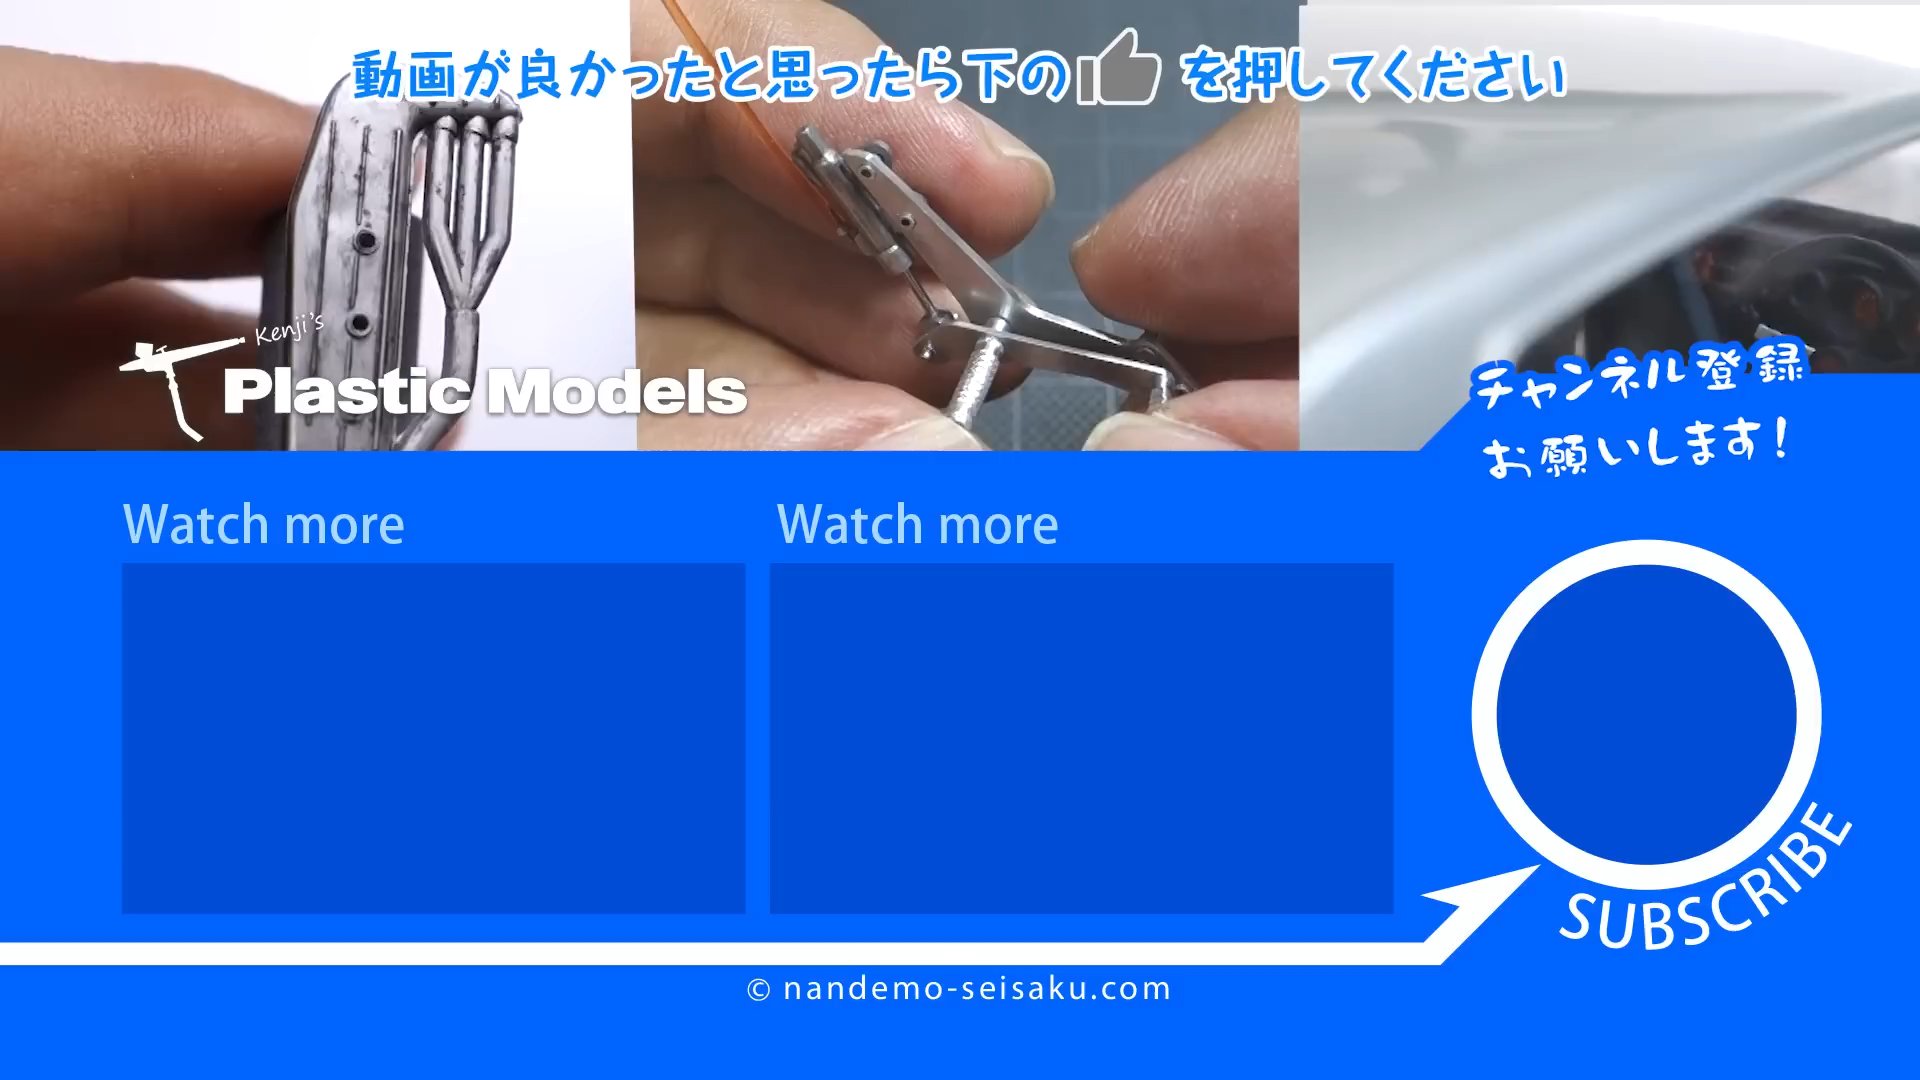 動画が良かったと思ったら下の を押してください
Kenji's
Plastic Models
チャンネル登録
お願いします!
Watch more
Watch more
SUBSCRIBE
© nandemo-seisaku.com